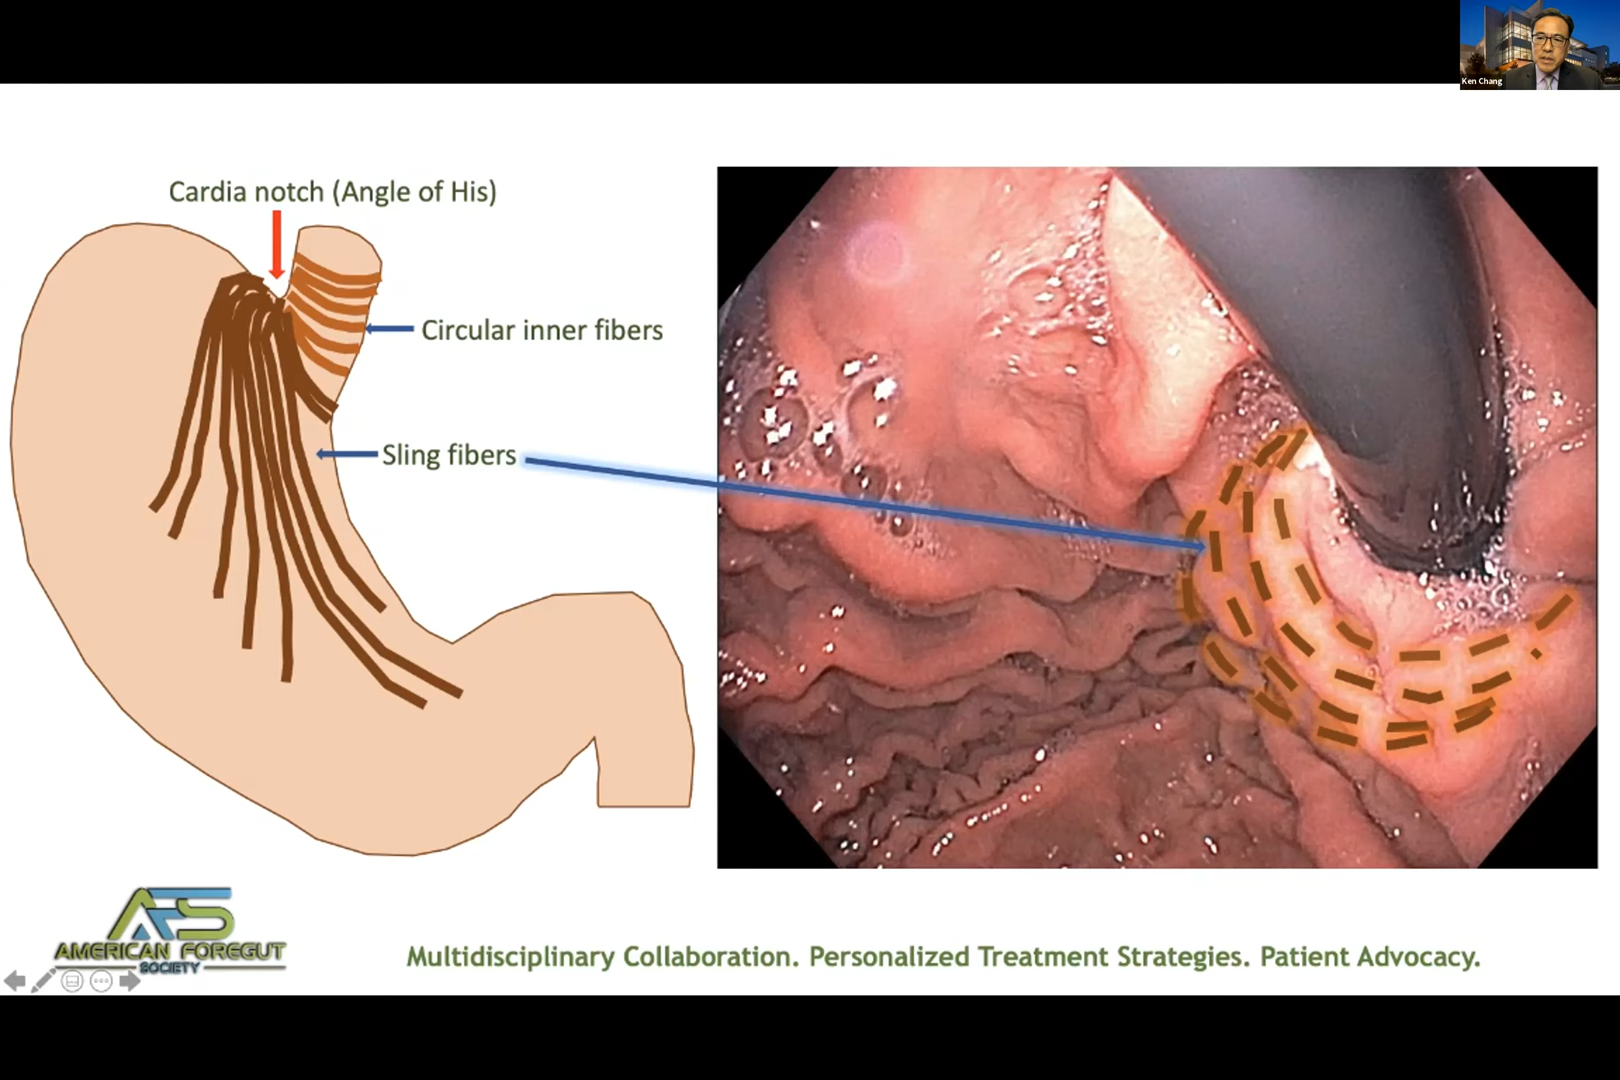 Ken Chang
Cardia notch (Angle of His)
Circular inner fibers
Sling fibers
AFS
AMERICAN FOREGUT
SOCIETY
Multidisciplinary Collaboration. Personalized Treatment Strategies. Patient Advocacy.